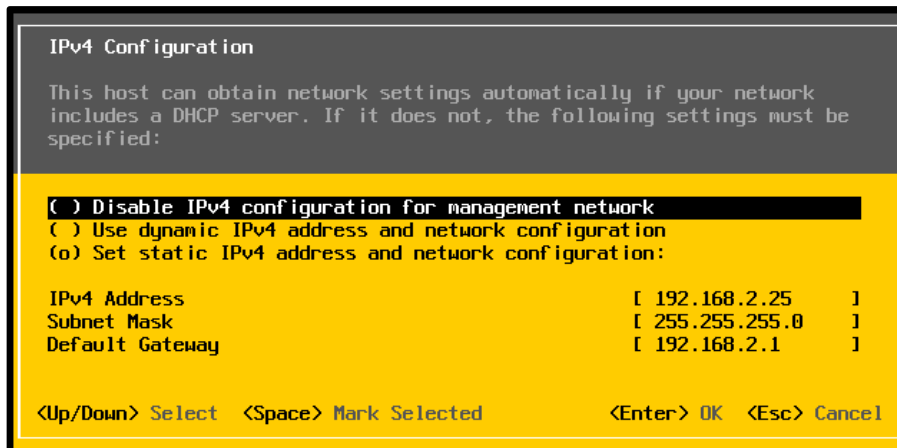 IPv4 Configuration
This host can obtain network settings automatically if your network
includes a DHCP server. If it does not, the following settings must be
specified:
( ) Disable IPv4 configuration for management network
( ) Use dynamic IPv4 address and network configuration
(o) Set static IPv4 address and network configuration:
IPv4 Address [ 192.168.2.25 ]
Subnet Mask [ 255.255.255.0 ]
Default Gateway [ 192.168.2.1 ]
<Up/Down> Select <Space> Mark Selected <Enter> OK <Esc> Cancel